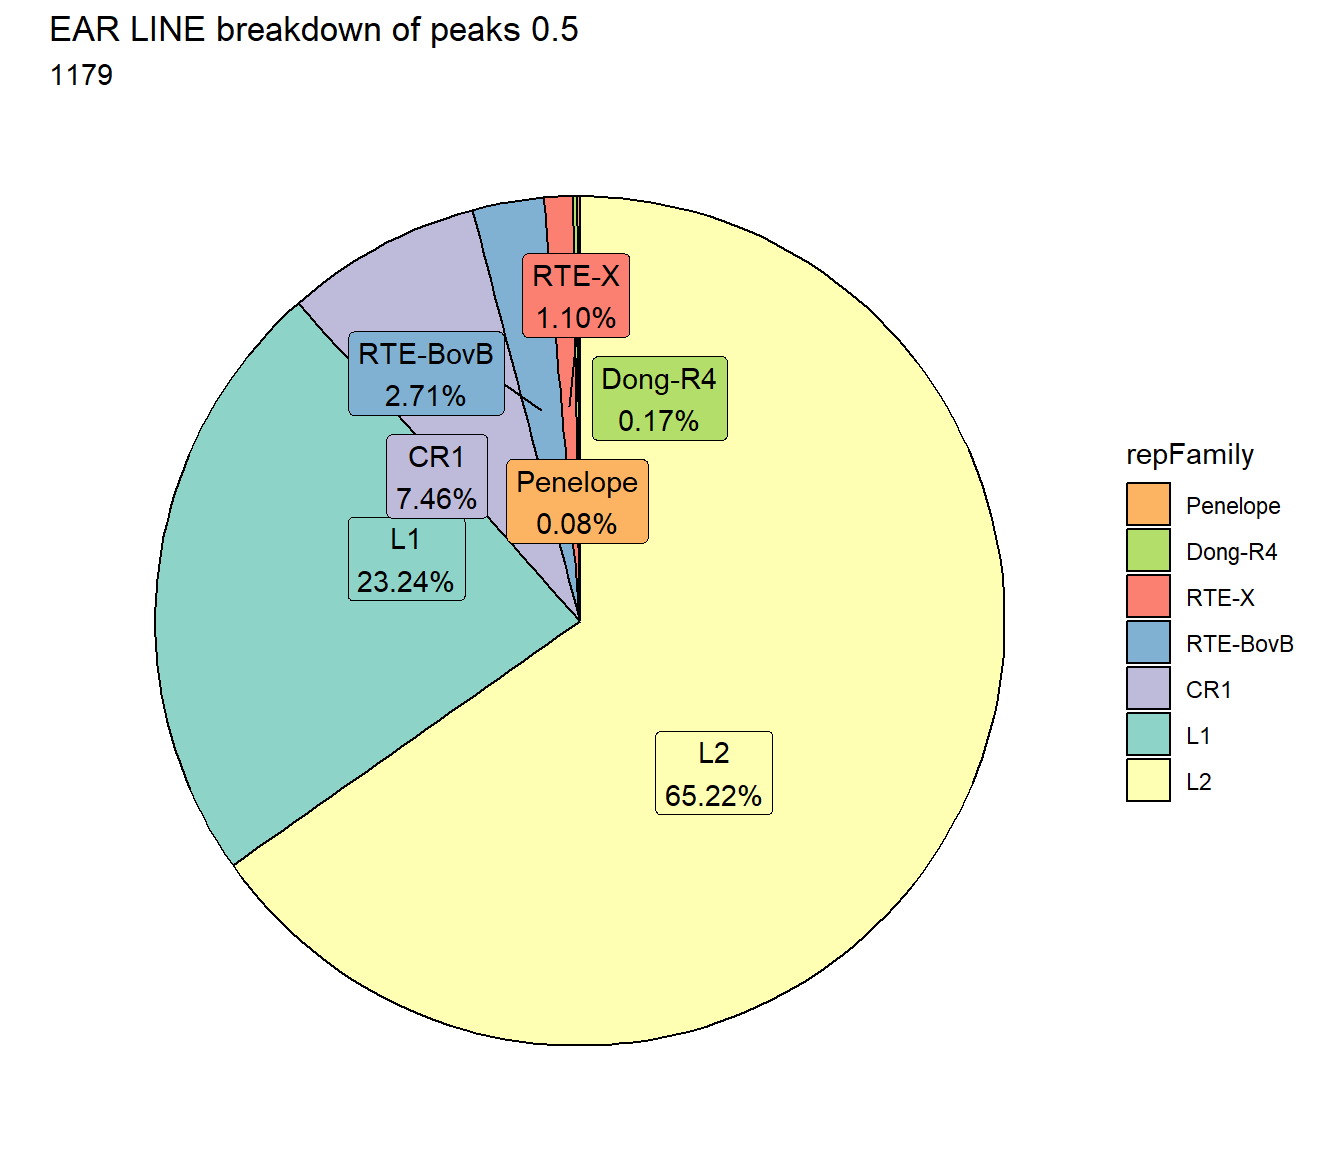 EAR LINE breakdown of peaks 0.5
1179
RTE-X
1.10%
RTE-BovB
2.71%
Dong-R4
0.17%
CR1
7.46%
Penelope
0.08%
L1
23.24%
L2
65.22%
repFamily
Penelope
Dong-R4
RTE-X
RTE-BovB
CR1
L1
L2